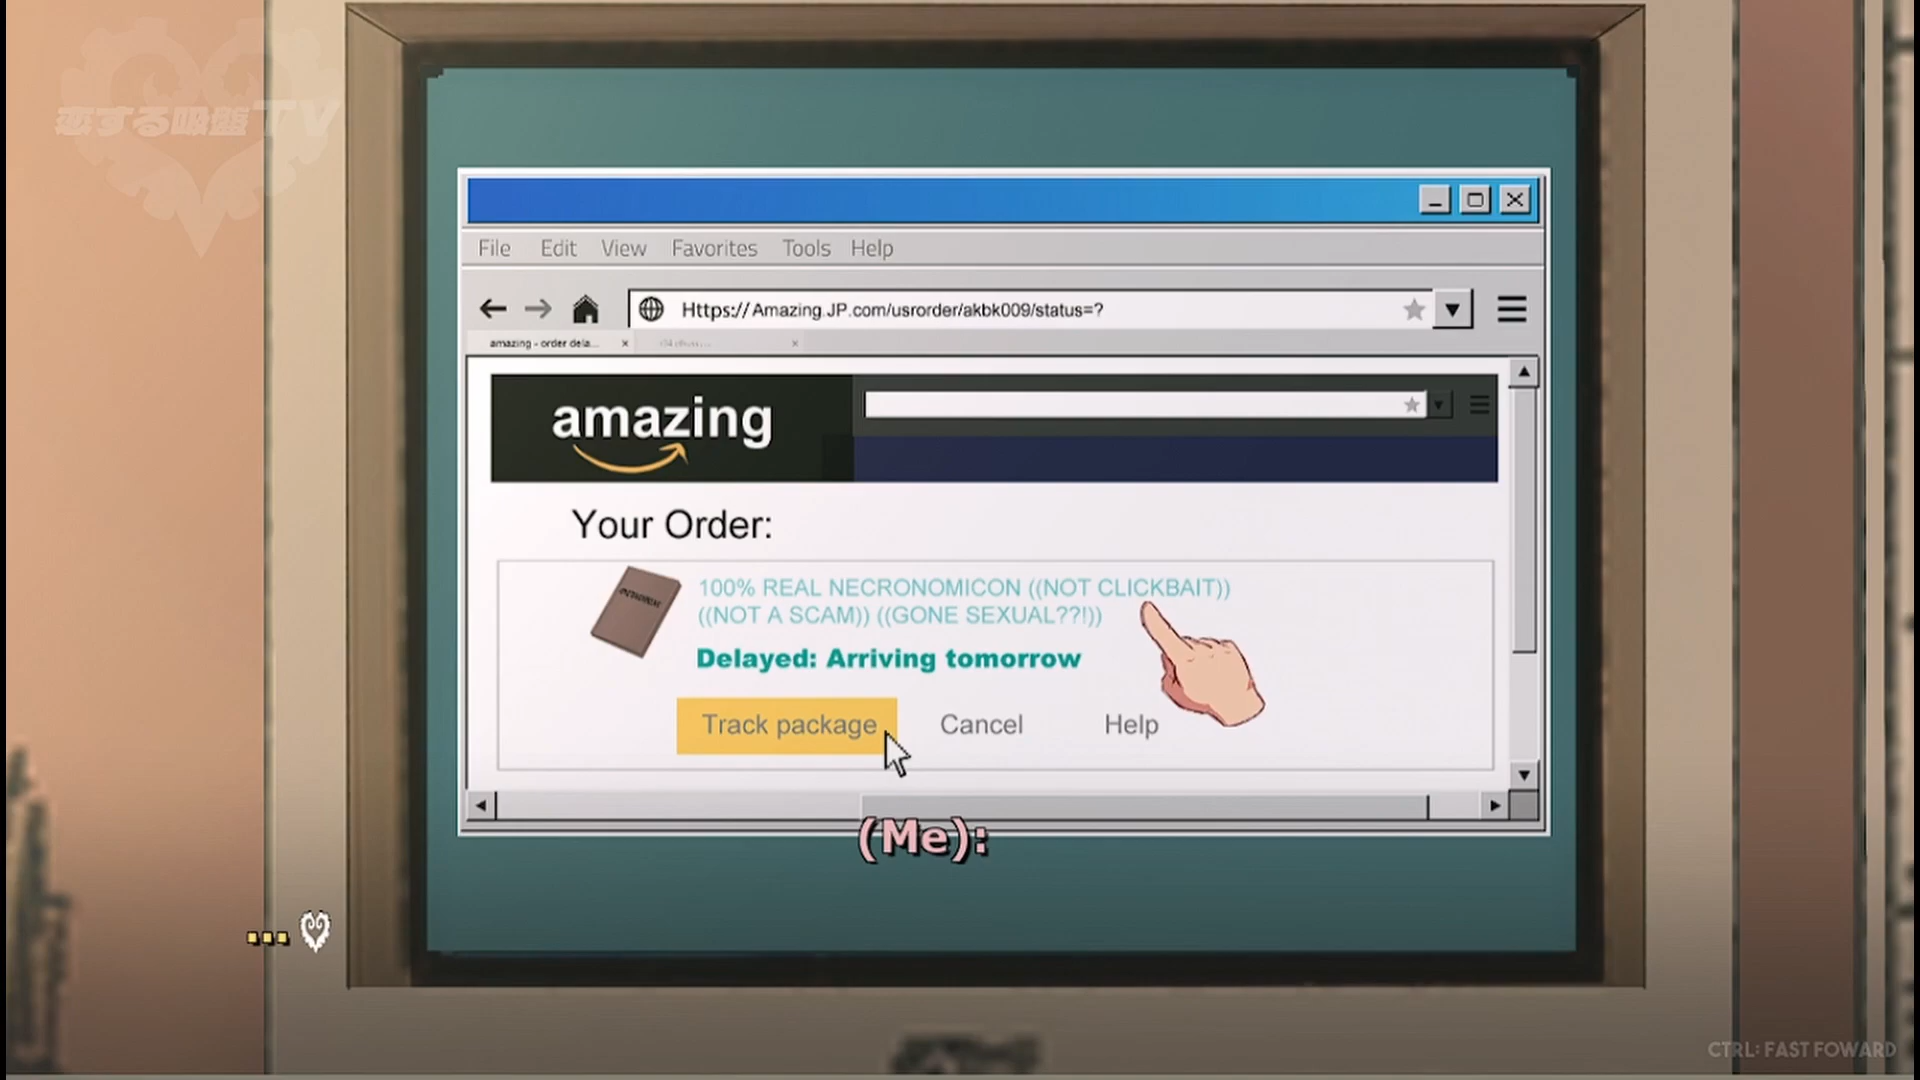 恋する吸盤TV
File Edit View Favorites Tools Help
Https://Amazing.JP.com/usrorder/akbk009/status=?
amazing - order dela... x x
amazing
Your Order:
100% REAL NECRONOMICON ((NOT CLICKBAIT))
((NOT A SCAM)) ((GONE SEXUAL??!))
Delayed: Arriving tomorrow
Track package Cancel Help
(Me):
...
CTRL: FAST FOWARD